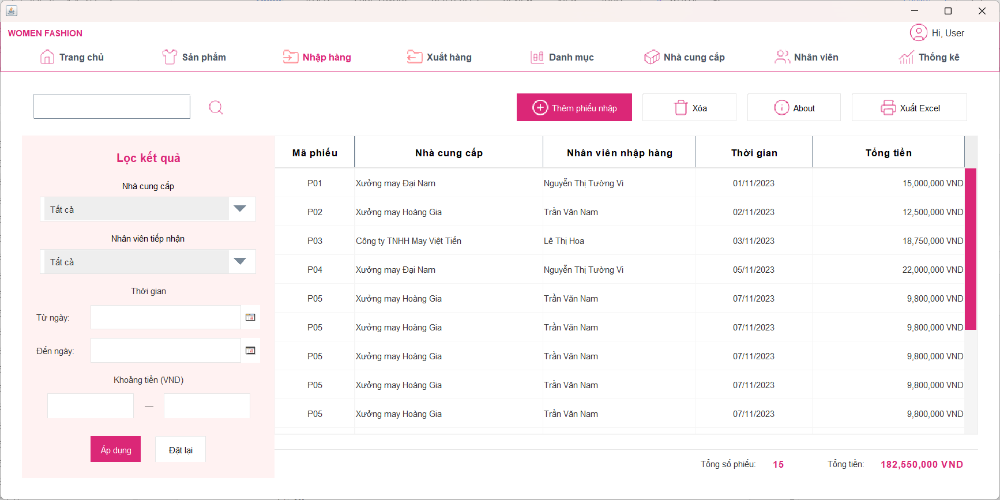 WOMEN FASHION
Hi, User
Trang chủ Sản phẩm Nhập hàng Xuất hàng Danh mục Nhà cung cấp Nhân viên Thống kê
Thêm phiếu nhập Xóa About Xuất Excel
Lọc kết quả
Nhà cung cấp
Tất cả
Nhân viên tiếp nhận
Tất cả
Thời gian
Từ ngày:
Đến ngày:
Khoảng tiền (VND)
—
Áp dụng Đặt lại
Mã phiếu Nhà cung cấp Nhân viên nhập hàng Thời gian Tổng tiền
P01 Xưởng may Đại Nam Nguyễn Thị Tường Vi 01/11/2023 15,000,000 VND
P02 Xưởng may Hoàng Gia Trần Văn Nam 02/11/2023 12,500,000 VND
P03 Công ty TNHH May Việt Tiến Lê Thị Hoa 03/11/2023 18,750,000 VND
P04 Xưởng may Đại Nam Nguyễn Thị Tường Vi 05/11/2023 22,000,000 VND
P05 Xưởng may Hoàng Gia Trần Văn Nam 07/11/2023 9,800,000 VND
P05 Xưởng may Hoàng Gia Trần Văn Nam 07/11/2023 9,800,000 VND
P05 Xưởng may Hoàng Gia Trần Văn Nam 07/11/2023 9,800,000 VND
P05 Xưởng may Hoàng Gia Trần Văn Nam 07/11/2023 9,800,000 VND
P05 Xưởng may Hoàng Gia Trần Văn Nam 07/11/2023 9,800,000 VND
Tổng số phiếu: 15 Tổng tiền: 182,550,000 VND